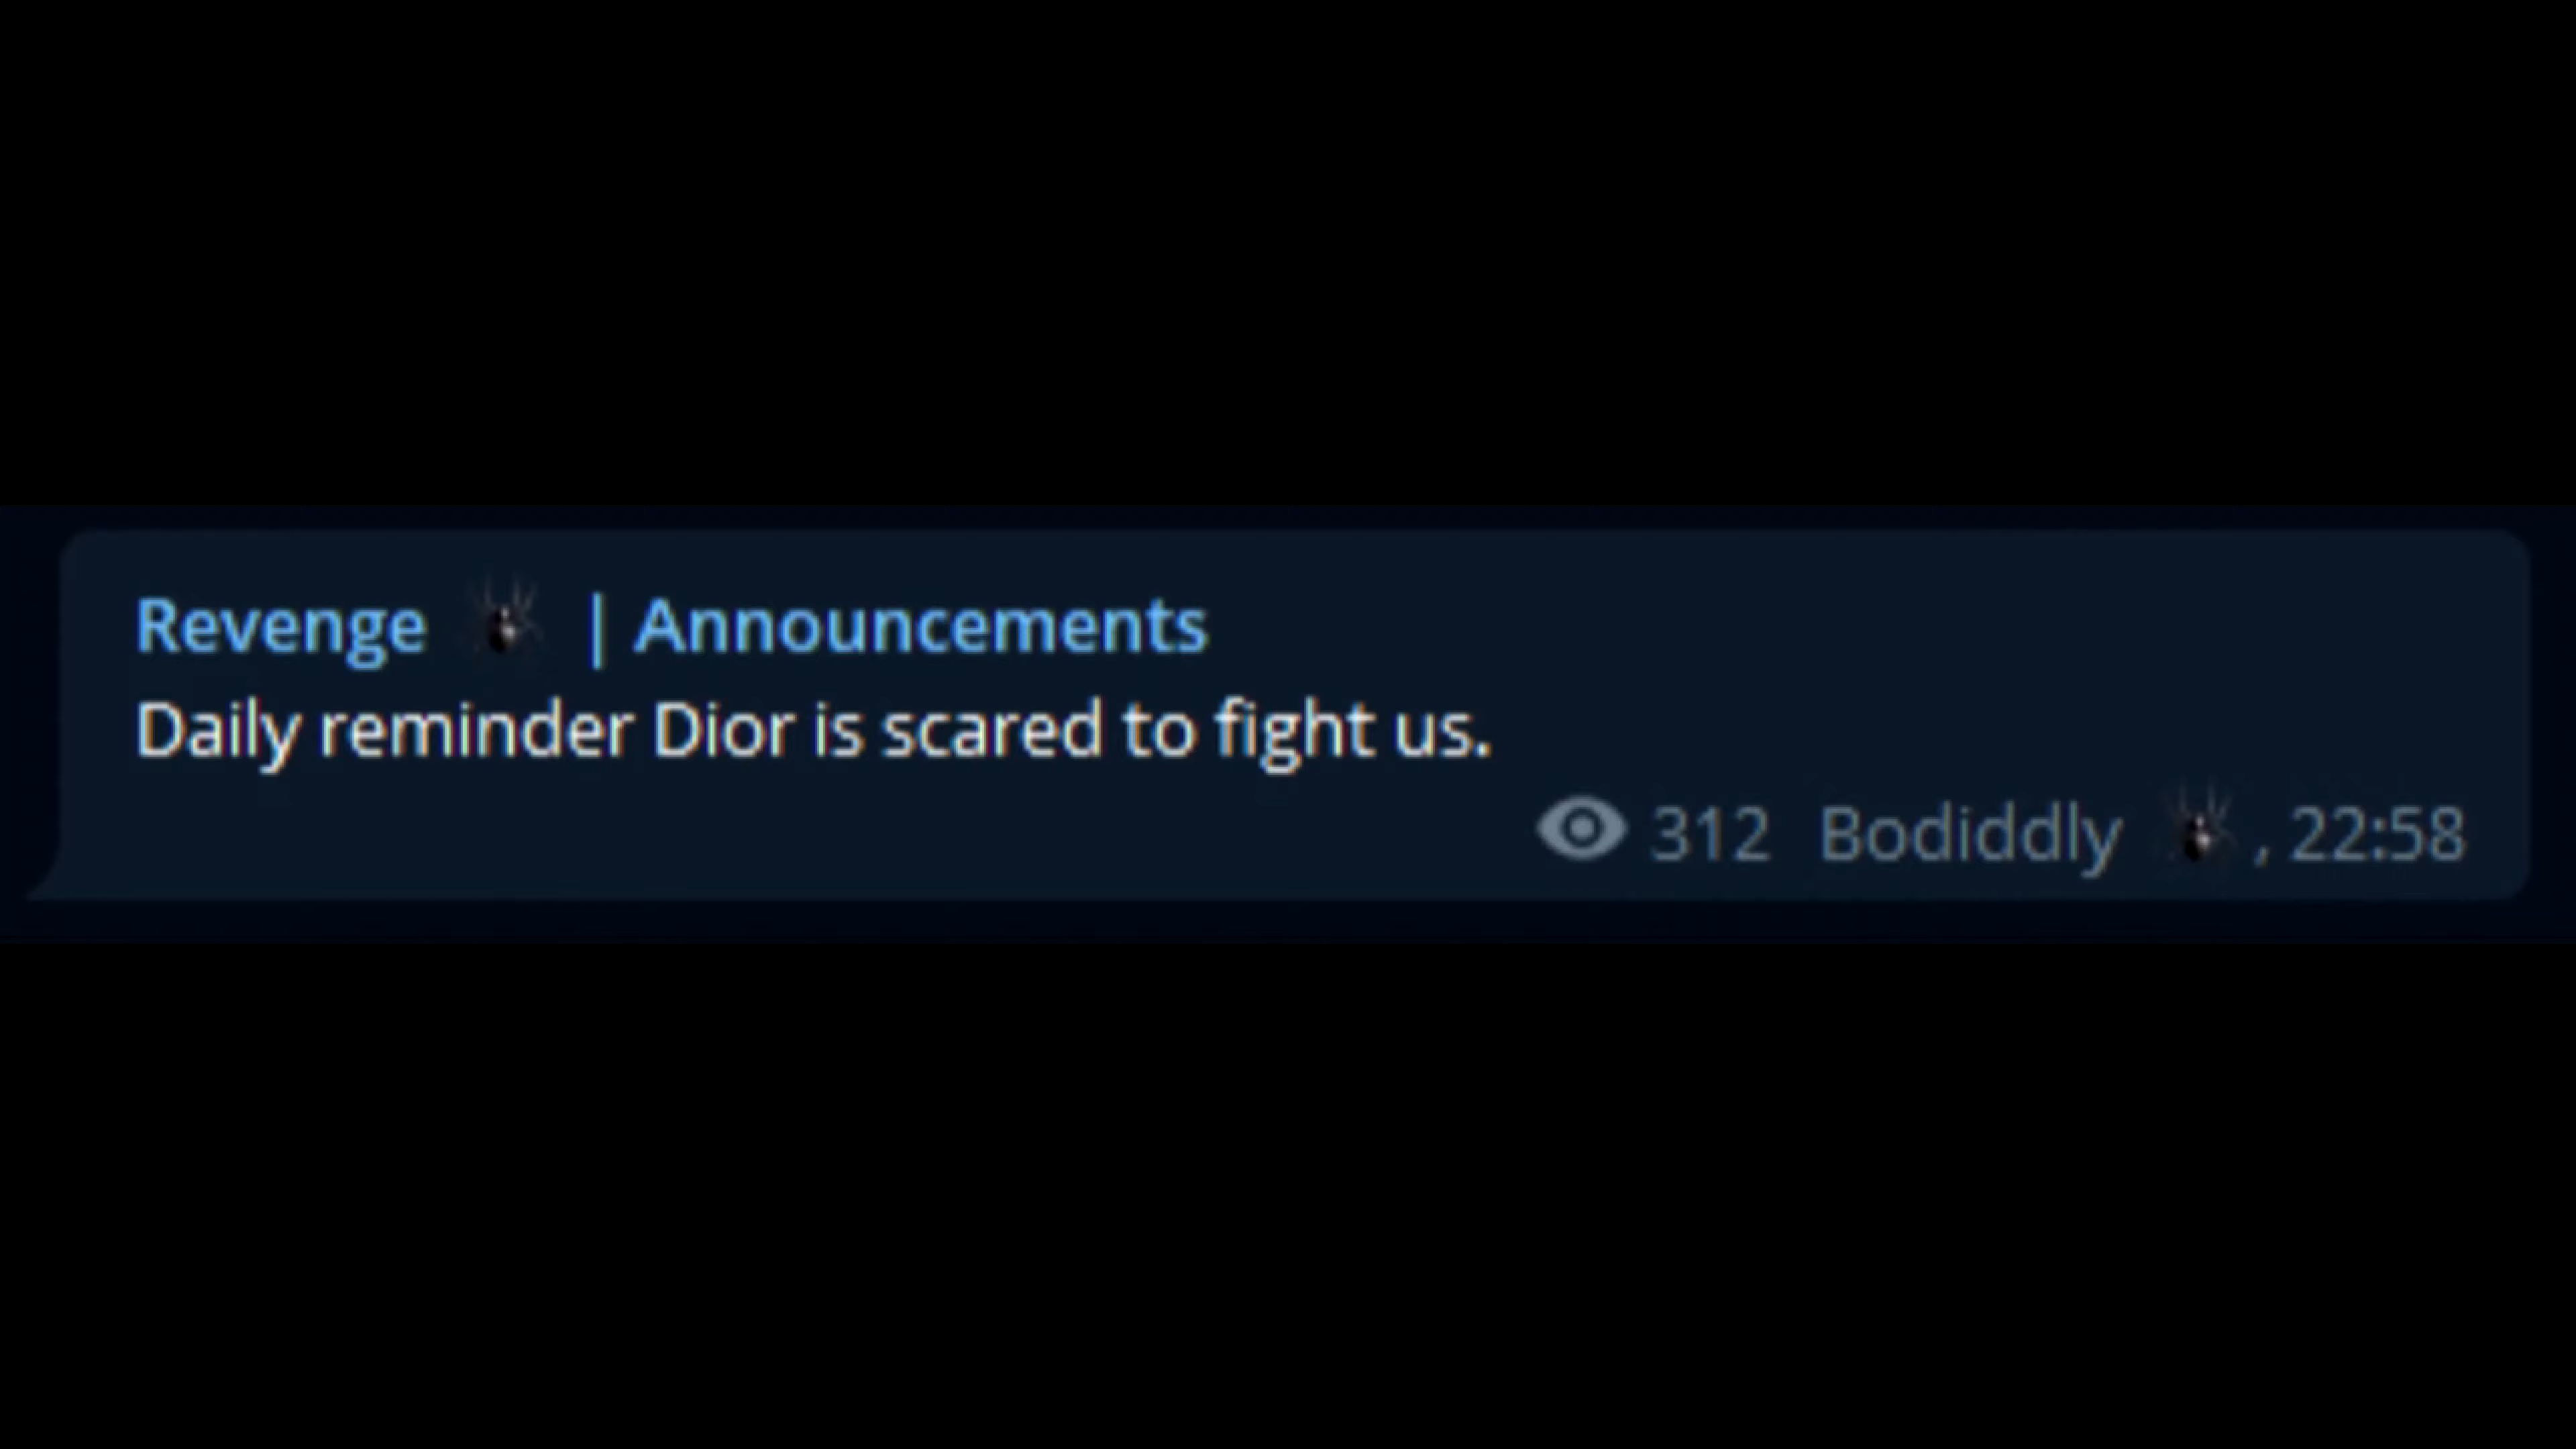 Revenge 🕷 | Announcements
Daily reminder Dior is scared to fight us.
312 Bodiddly 🕷, 22:58